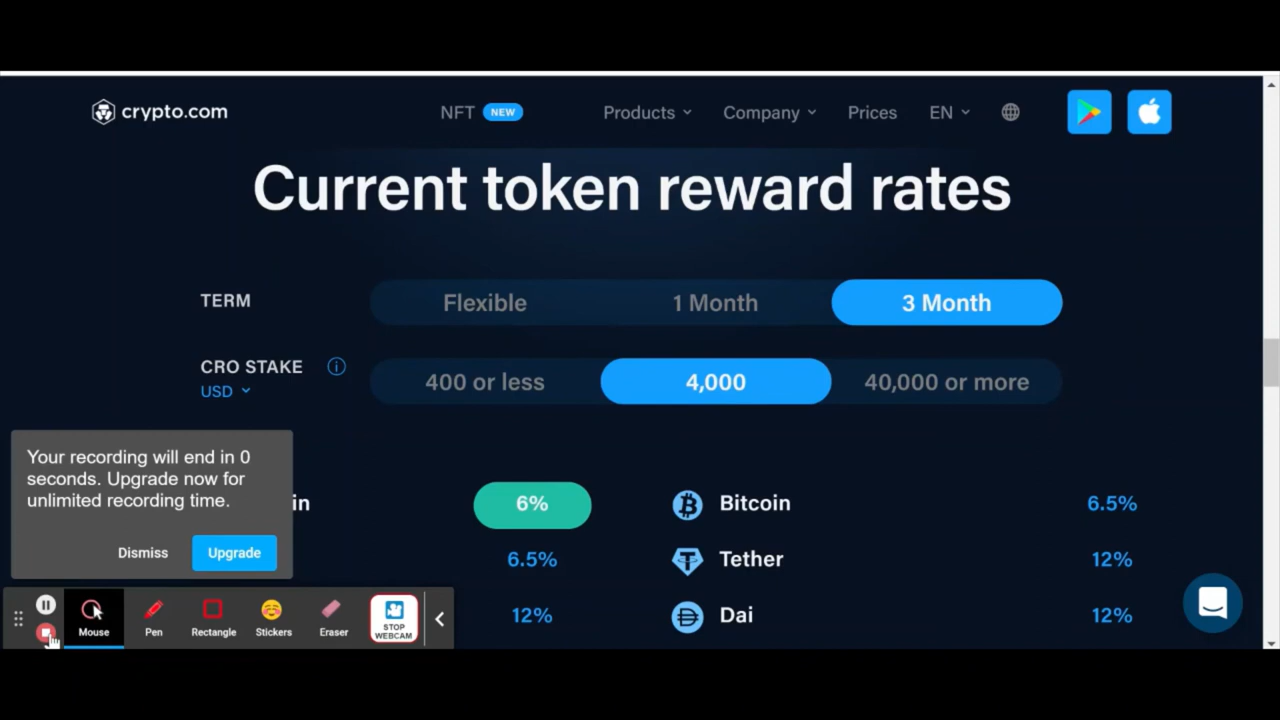 crypto.com
NFT NEW Products Company Prices EN
Current token reward rates
TERM Flexible 1 Month 3 Month
CRO STAKE
USD
400 or less 4,000 40,000 or more
Your recording will end in 0
seconds. Upgrade now for
unlimited recording time.
Dismiss Upgrade
in 6% Bitcoin 6.5%
6.5% Tether 12%
12% Dai 12%
Mouse Pen Rectangle Stickers Eraser STOP
WEBCAM